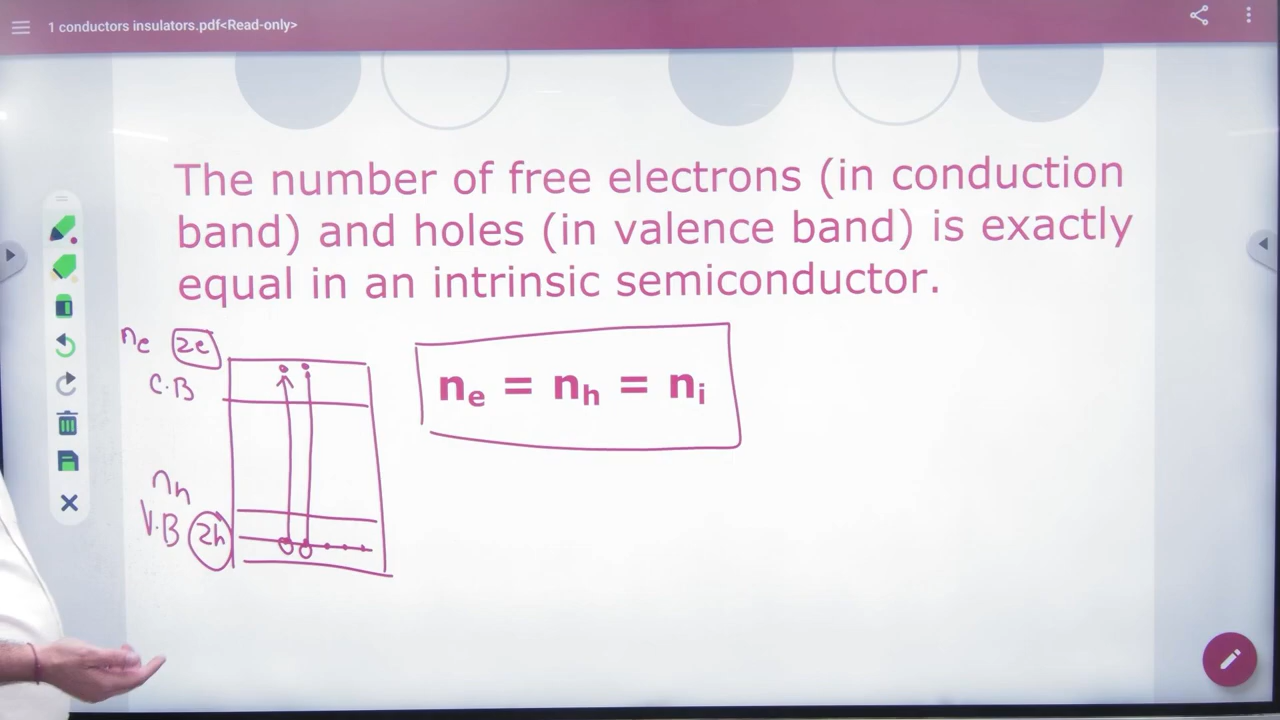 1 conductors insulators.pdf<Read-only>
The number of free electrons (in conduction
band) and holes (in valence band) is exactly
equal in an intrinsic semiconductor.
ne 2e
C.B
ne = nh = ni
nh
V.B 2h